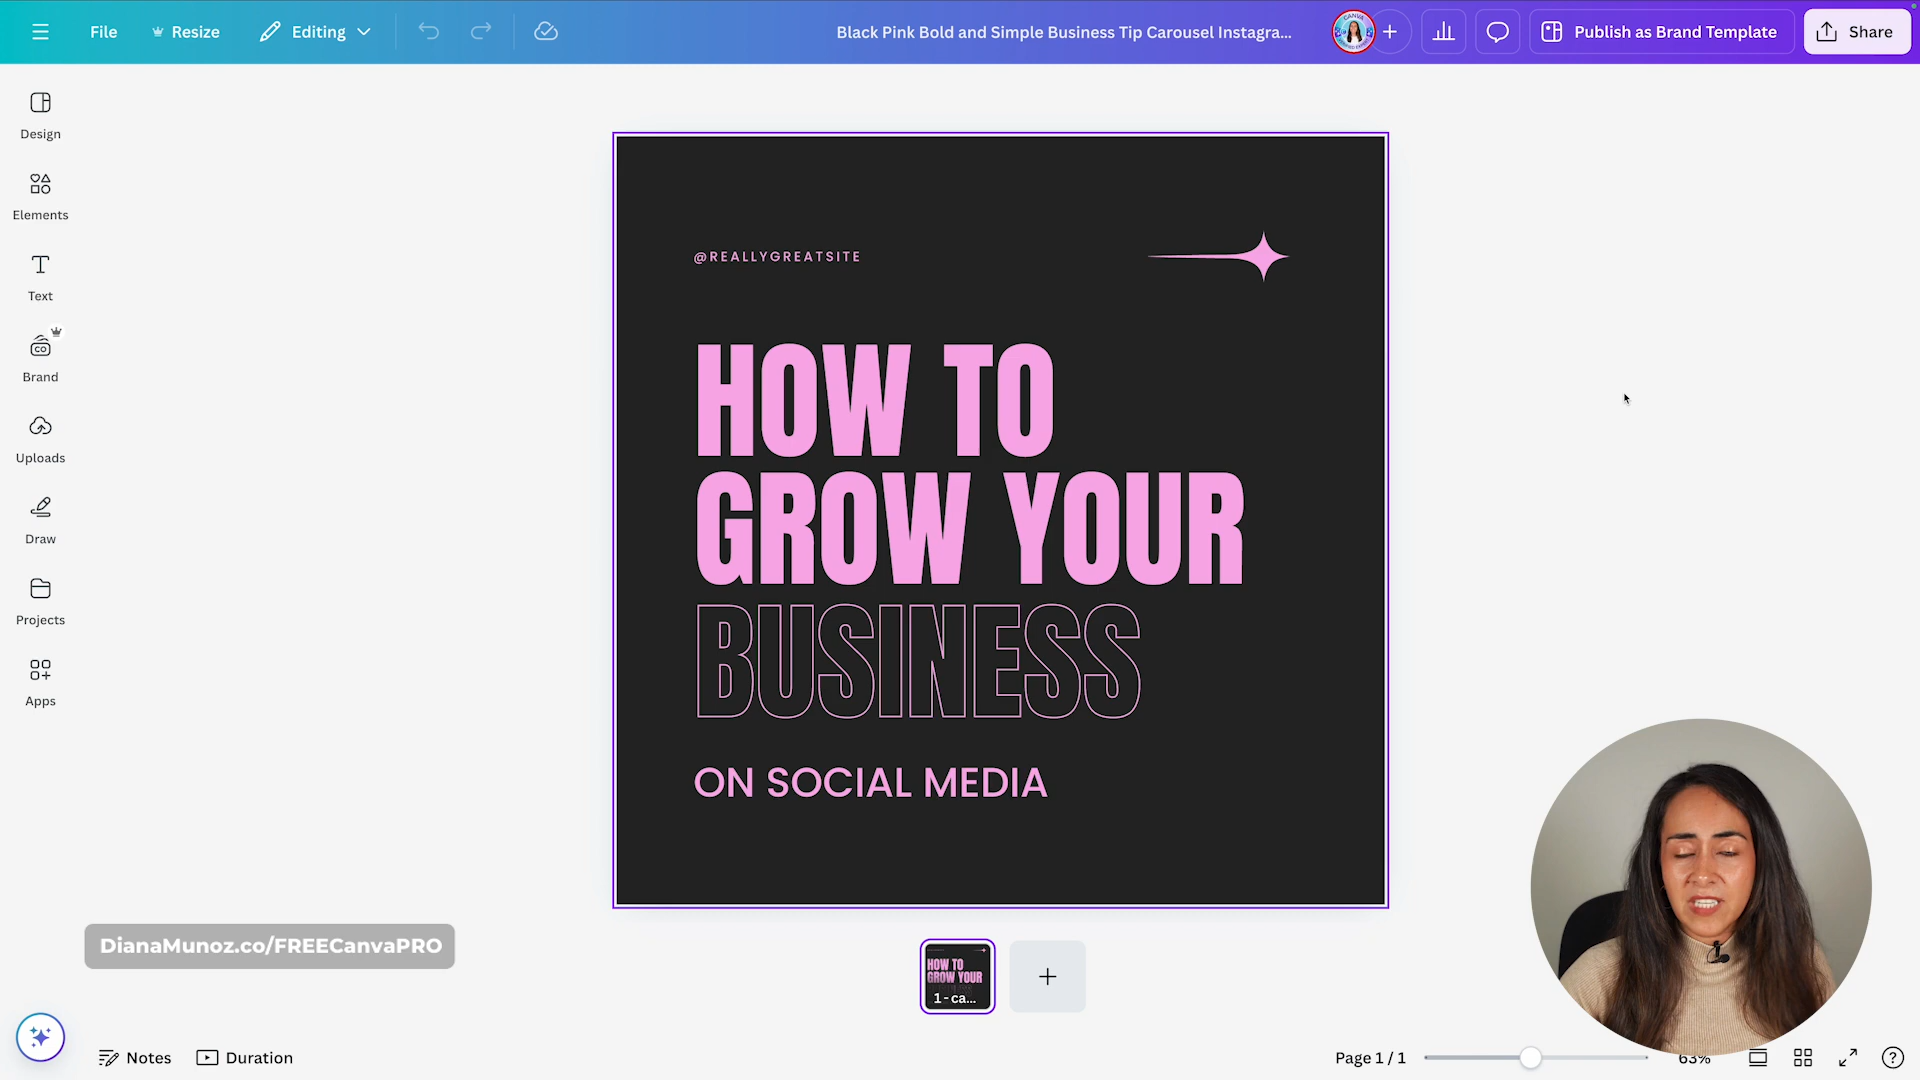 File
Resize
Editing
Black Pink Bold and Simple Business Tip Carousel Instagra...
Publish as Brand Template
Share
Design
Elements
Text
Brand
Uploads
Draw
Projects
Apps
@REALLYGREATSITE
HOW TO
GROW YOUR
BUSINESS
ON SOCIAL MEDIA
DianaMunoz.co/FREECanvaPRO
HOW TO
GROW YOUR
1 - ca...
Notes
Duration
Page 1 / 1
63%